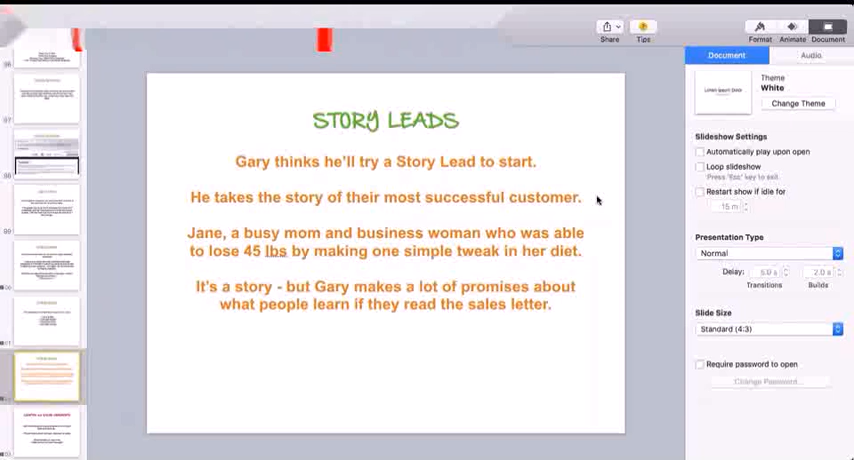 Share
Tips
Format
Animate
Document
Document
Audio
Theme
White
Change Theme
Slideshow Settings
Automatically play upon open
Loop slideshow
Press 'Esc' key to exit.
Restart show if idle for
15 m
Presentation Type
Normal
Delay: 5.0 s 2.0 s
Transitions Builds
Slide Size
Standard (4:3)
Require password to open
Change Password...
STORY LEADS
Gary thinks he'll try a Story Lead to start.
He takes the story of their most successful customer.
Jane, a busy mom and business woman who was able
to lose 45 lbs by making one simple tweak in her diet.
It's a story - but Gary makes a lot of promises about
what people learn if they read the sales letter.
97
98
99